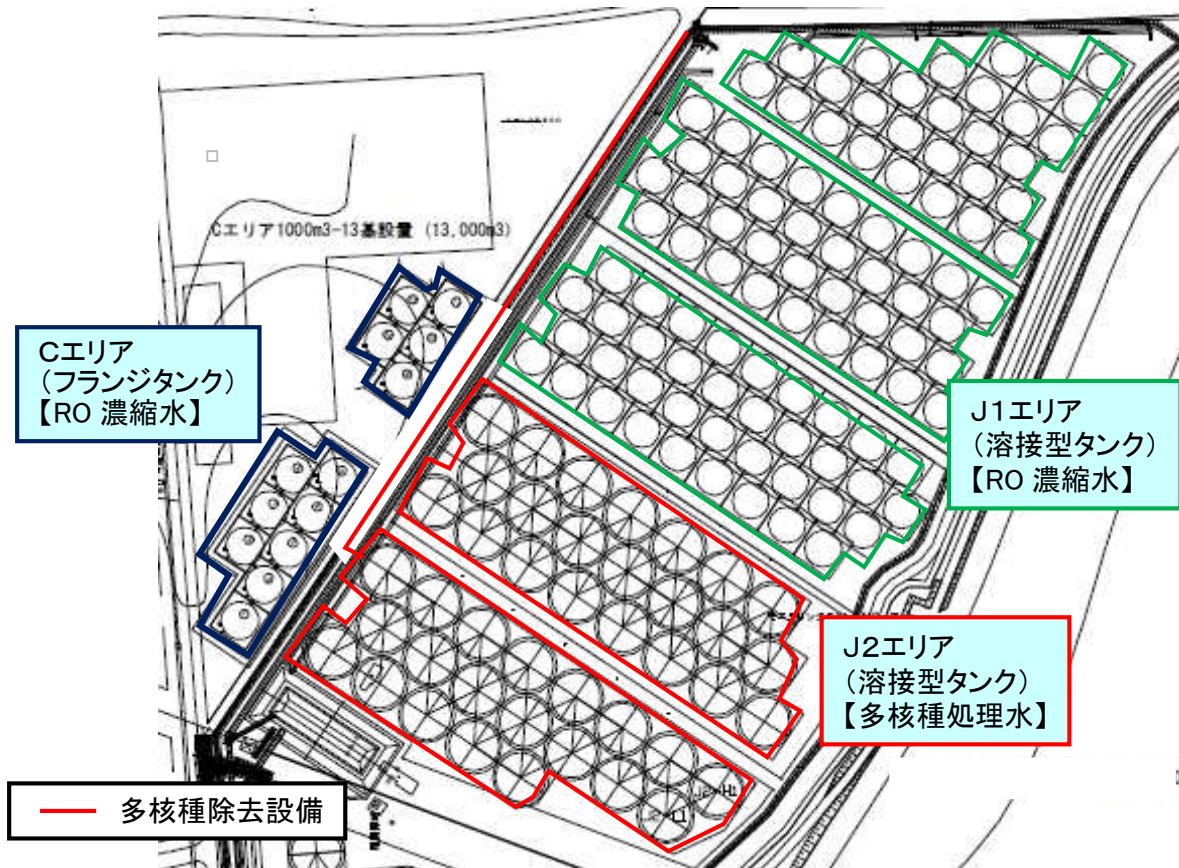 Cエリア1000m3-13基設置 (13,000m3)
Cエリア
(フランジタンク)
【RO 濃縮水】
J1エリア
(溶接型タンク)
【RO 濃縮水】
J2エリア
(溶接型タンク)
【多核種処理水】
多核種除去設備